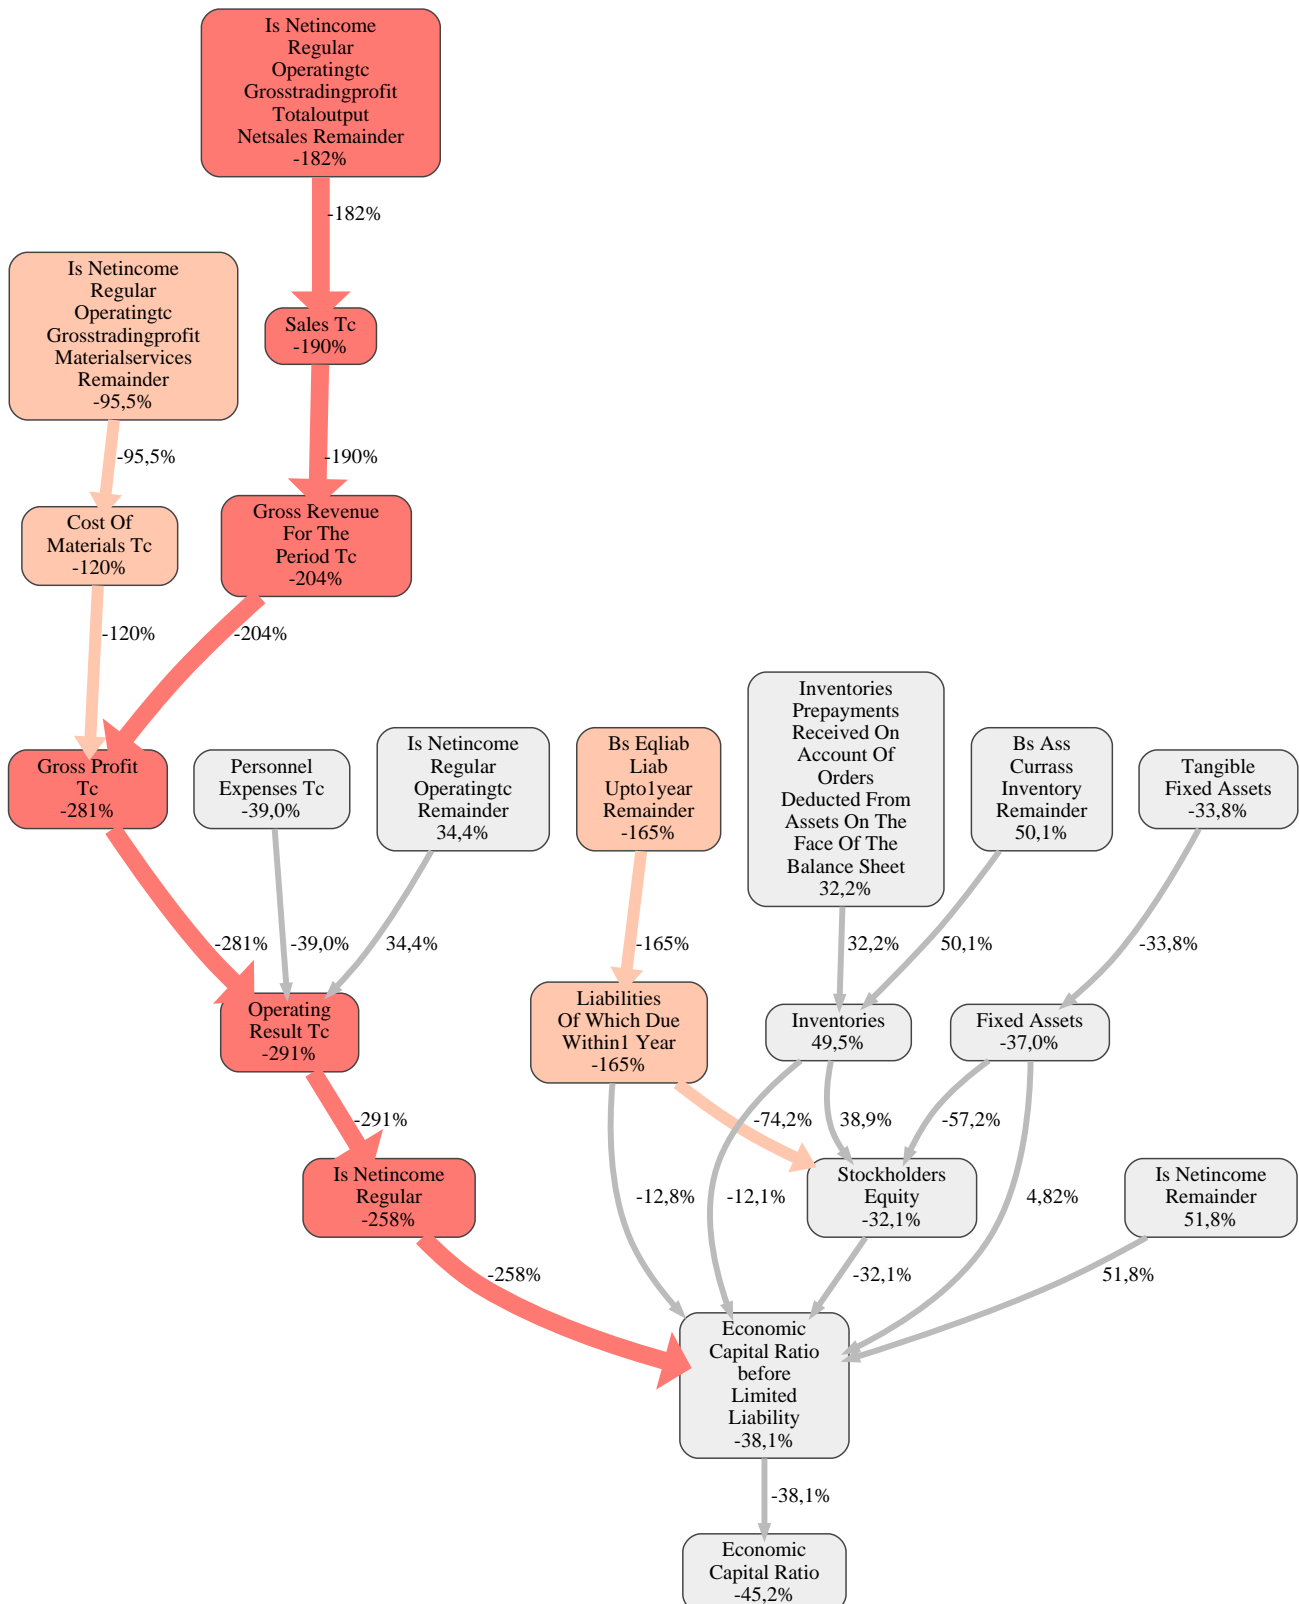 Is Netincome
Regular
Operatingtc
Grosstradingprofit
Totaloutput
Netsales Remainder
-182%
-182%
Is Netincome
Regular
Operatingtc
Grosstradingprofit
Materialservices
Remainder
-95,5%
Sales Tc
-190%
-95,5%
-190%
Cost Of
Materials Tc
-120%
Gross Revenue
For The
Period Tc
-204%
-120%
-204%
Gross Profit
Tc
-281%
Personnel
Expenses Tc
-39,0%
Is Netincome
Regular
Operatingtc
Remainder
34,4%
Bs Eqliab
Liab
Upto1year
Remainder
-165%
Inventories
Prepayments
Received On
Account Of
Orders
Deducted From
Assets On The
Face Of The
Balance Sheet
32,2%
Bs Ass
Currass
Inventory
Remainder
50,1%
Tangible
Fixed Assets
-33,8%
-281%
-39,0%
34,4%
-165%
32,2%
50,1%
-33,8%
Operating
Result Tc
-291%
Liabilities
Of Which Due
Within1 Year
-165%
Inventories
49,5%
Fixed Assets
-37,0%
-291%
-74,2%
38,9%
-57,2%
Is Netincome
Regular
-258%
-12,8%
-12,1%
Stockholders
Equity
-32,1%
4,82%
Is Netincome
Remainder
51,8%
-258%
-32,1%
51,8%
Economic
Capital Ratio
before
Limited
Liability
-38,1%
-38,1%
Economic
Capital Ratio
-45,2%